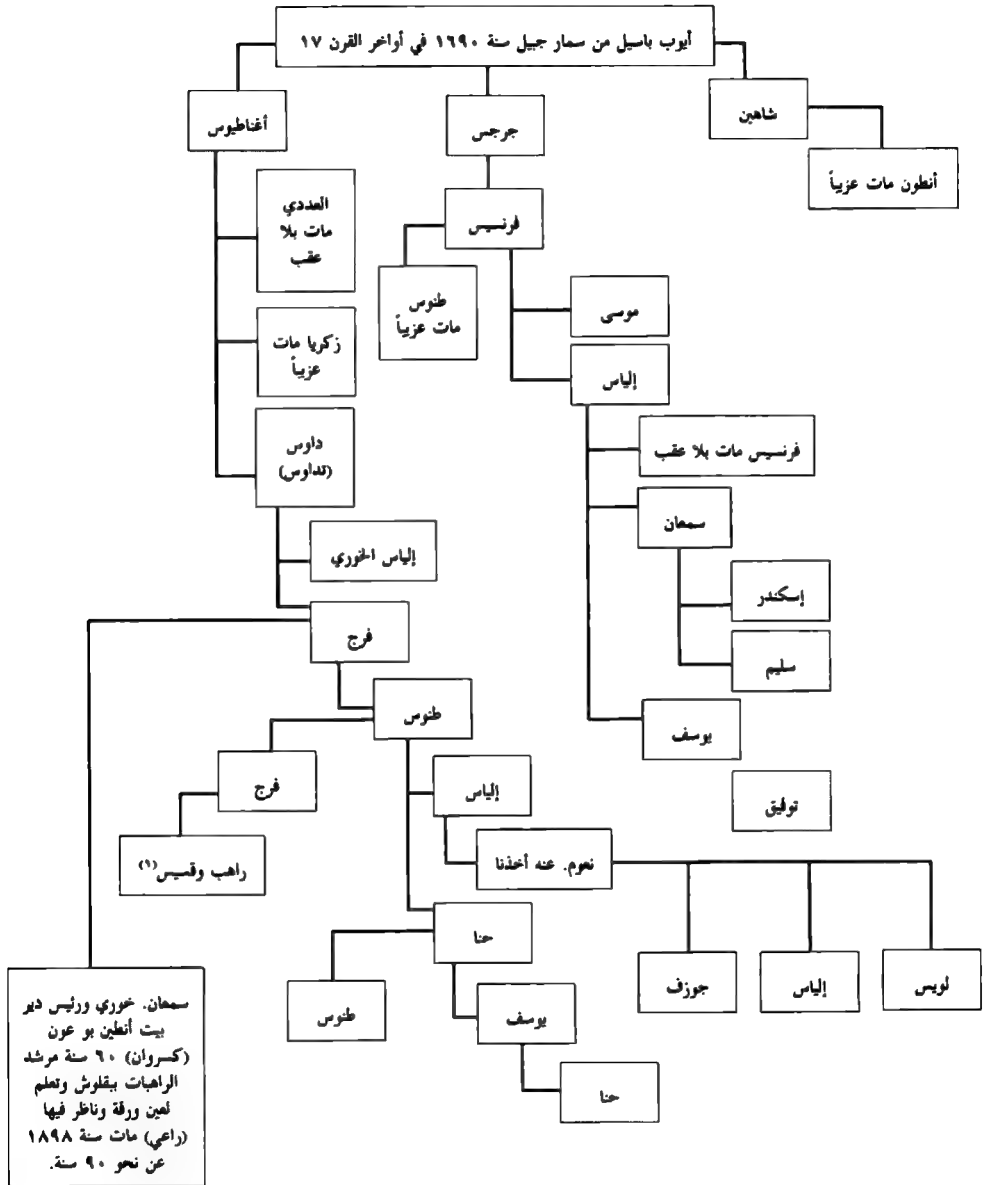 أيوب باسيل من سمار جبيل سنة ١٦٩٠ في أواخر القرن ١٧
شاهين
جرجس
أغناطيوس
أنطون مات عزيباً
فرنسيس
العددي
مات بلا
عقب
طنوس
مات عزيباً
موسى
زكريا مات
عزيباً
إلياس
داوس
(تداوس)
فرنسيس مات بلا عقب
سمعان
إلياس الخوري
إسكندر
فرج
سليم
طنوس
يوسف
فرج
إلياس
توفيق
راهب وقسيس(١)
نعوم. عنه أخذنا
حنا
لويس
إلياس
جوزف
طنوس
يوسف
حنا
سمعان. خوري ورئيس دير
بيت أنطين بو عون
(كسروان) ٦٠ سنة مرشد
الراهبات ببقلوش وتعلم
لعين ورقة وناظر فيها
(راعي) مات سنة ١٨٩٨
عن نحو ٩٠ سنة.